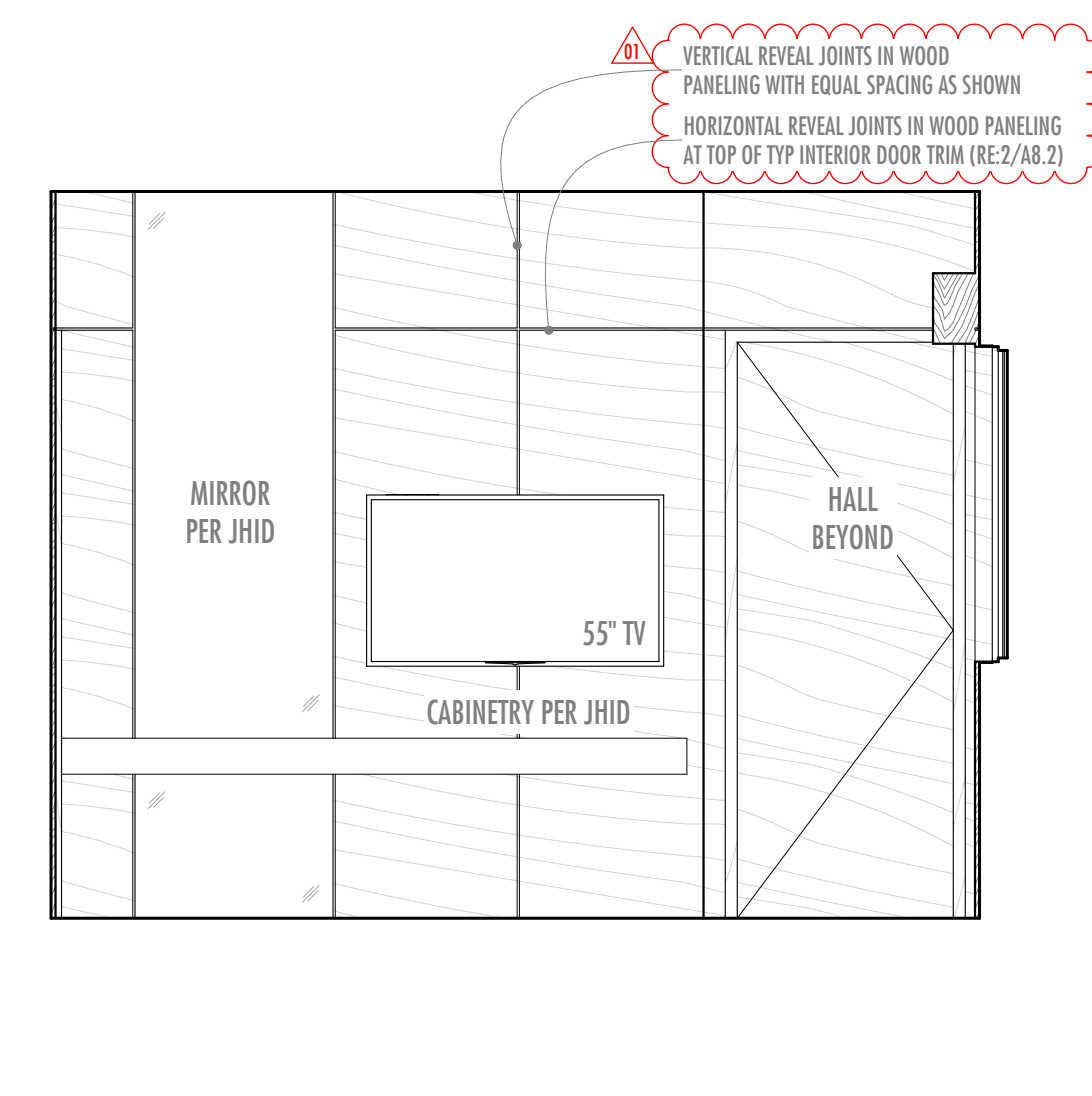 01
VERTICAL REVEAL JOINTS IN WOOD
PANELING WITH EQUAL SPACING AS SHOWN
HORIZONTAL REVEAL JOINTS IN WOOD PANELING
AT TOP OF TYP INTERIOR DOOR TRIM (RE:2/A8.2)
MIRROR
PER JHID
HALL
BEYOND
55" TV
CABINETRY PER JHID